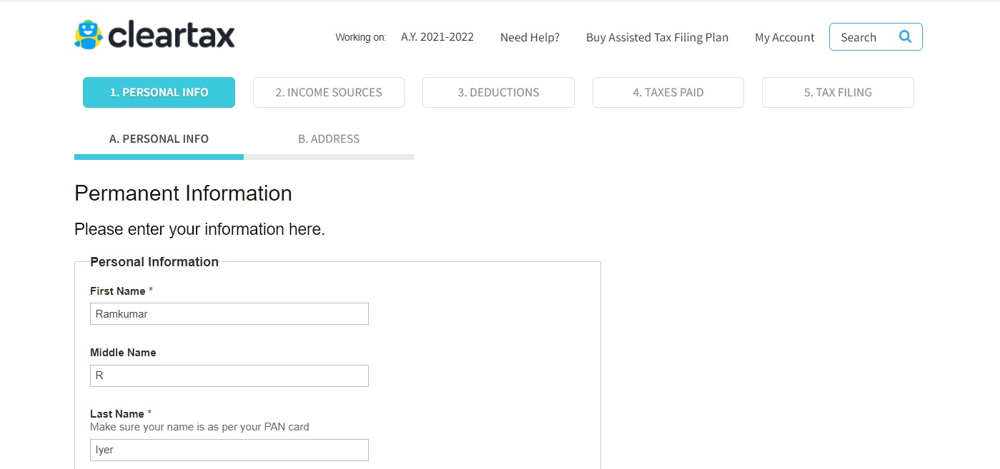 cleartax
Working on: A.Y. 2021-2022 Need Help? Buy Assisted Tax Filing Plan My Account Search
1. PERSONAL INFO 2. INCOME SOURCES 3. DEDUCTIONS 4. TAXES PAID 5. TAX FILING
A. PERSONAL INFO B. ADDRESS
Permanent Information
Please enter your information here.
Personal Information
First Name *
Ramkumar
Middle Name
R
Last Name *
Make sure your name is as per your PAN card
Iyer